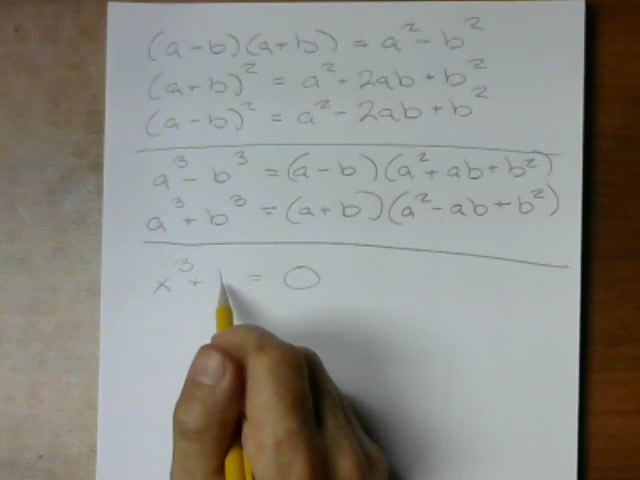 (a-b)(a+b) = a² - b²
(a+b)² = a² + 2ab + b²
(a-b)² = a² - 2ab + b²
a³ - b³ = (a-b)(a² + ab + b²)
a³ + b³ = (a+b)(a² - ab + b²)
x³ + = 0